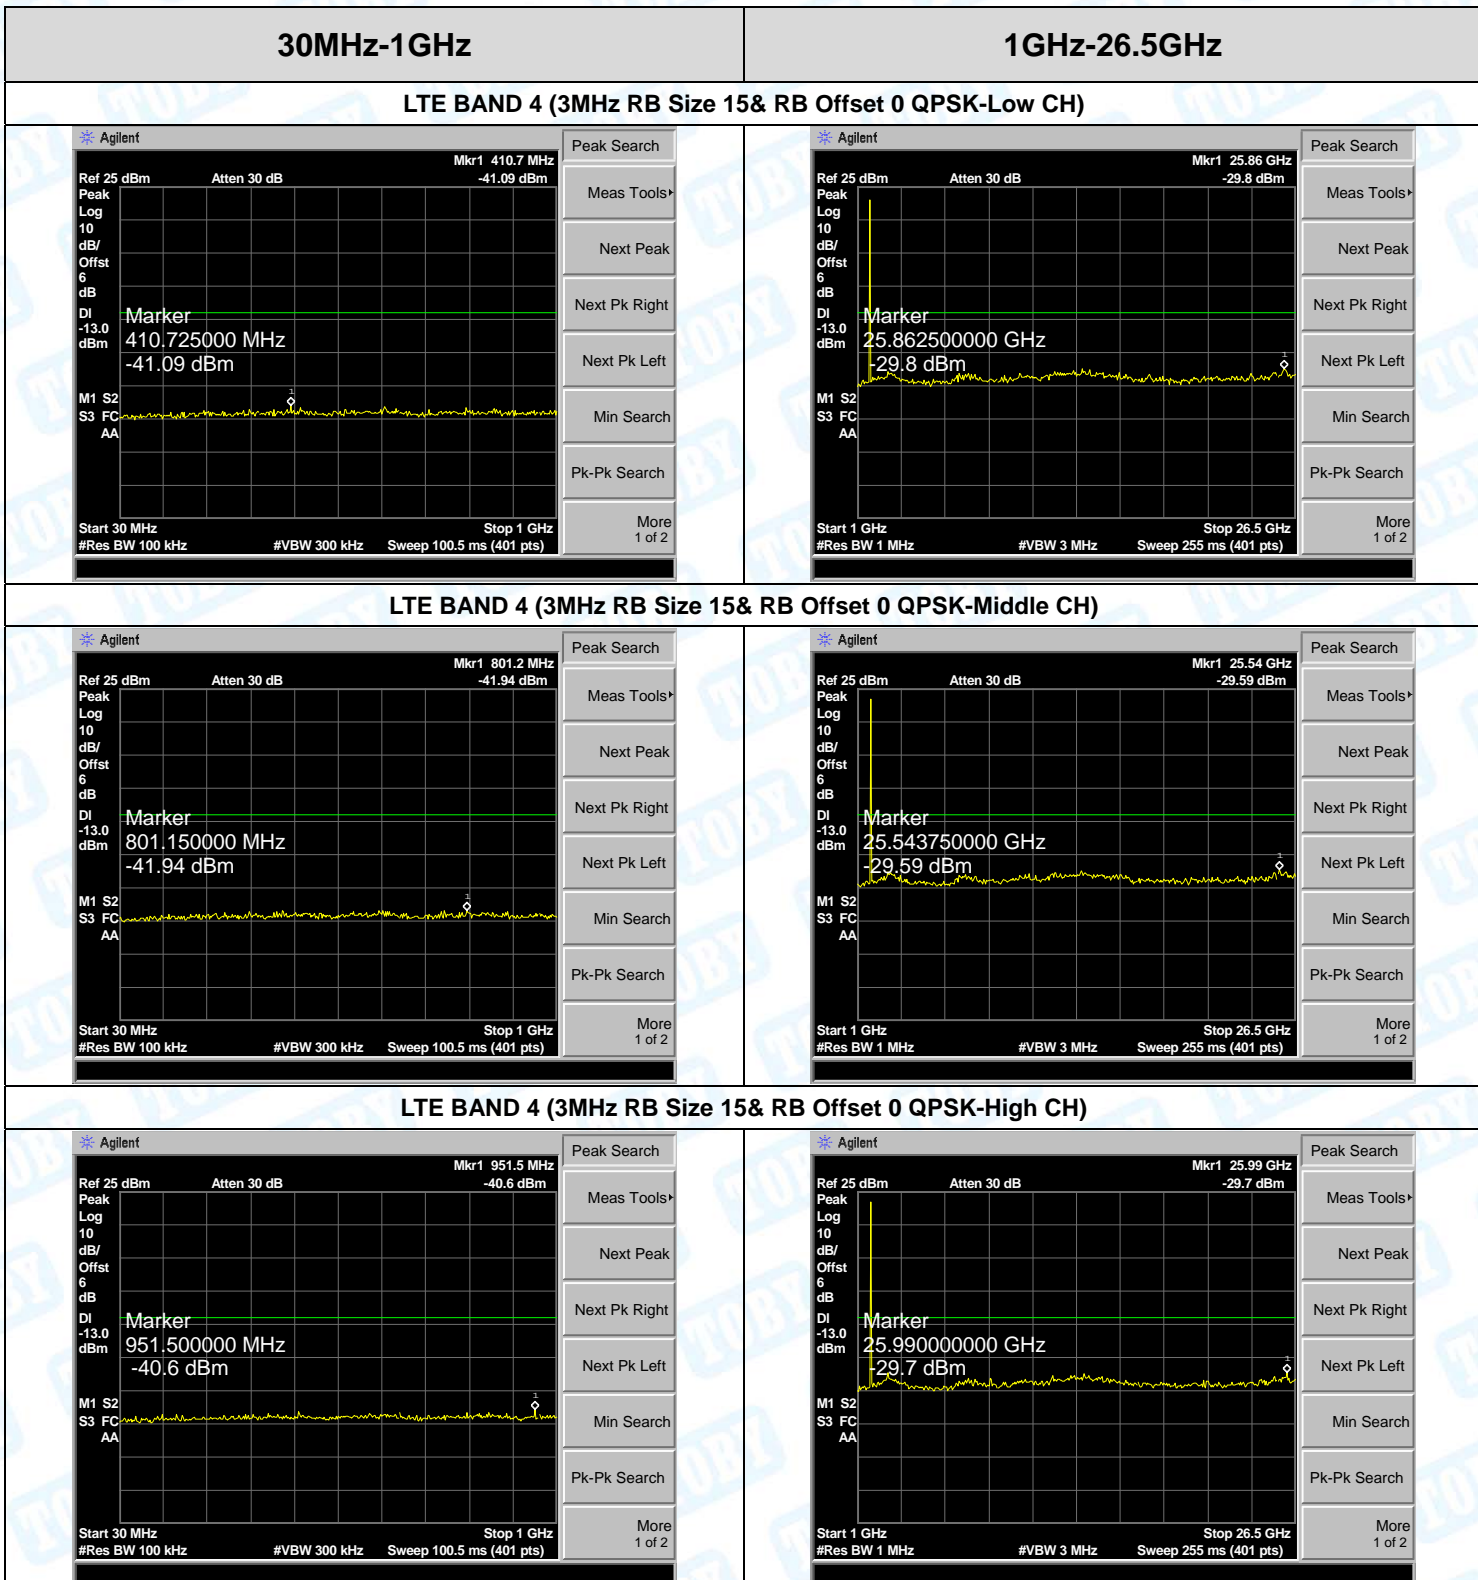 30MHz-1GHz
1GHz-26.5GHz
LTE BAND 4 (3MHz RB Size 15& RB Offset 0 QPSK-Low CH)
Agilent
Peak Search
Mkr1 410.7 MHz
Ref 25 dBm Atten 30 dB -41.09 dBm
Peak
Log
10
dB/
Offst
6
dB
DI
-13.0
dBm
Marker
410.725000 MHz
-41.09 dBm
1
M1 S2
S3 FC
AA
Start 30 MHz Stop 1 GHz
#Res BW 100 kHz #VBW 300 kHz Sweep 100.5 ms (401 pts)
Meas Tools
Next Peak
Next Pk Right
Next Pk Left
Min Search
Pk-Pk Search
More
1 of 2
Agilent
Peak Search
Mkr1 25.86 GHz
Ref 25 dBm Atten 30 dB -29.8 dBm
Peak
Log
10
dB/
Offst
6
dB
DI
-13.0
dBm
Marker
25.862500000 GHz
-29.8 dBm
1
M1 S2
S3 FC
AA
Start 1 GHz Stop 26.5 GHz
#Res BW 1 MHz #VBW 3 MHz Sweep 255 ms (401 pts)
Meas Tools
Next Peak
Next Pk Right
Next Pk Left
Min Search
Pk-Pk Search
More
1 of 2
LTE BAND 4 (3MHz RB Size 15& RB Offset 0 QPSK-Middle CH)
Agilent
Peak Search
Mkr1 801.2 MHz
Ref 25 dBm Atten 30 dB -41.94 dBm
Peak
Log
10
dB/
Offst
6
dB
DI
-13.0
dBm
Marker
801.150000 MHz
-41.94 dBm
1
M1 S2
S3 FC
AA
Start 30 MHz Stop 1 GHz
#Res BW 100 kHz #VBW 300 kHz Sweep 100.5 ms (401 pts)
Meas Tools
Next Peak
Next Pk Right
Next Pk Left
Min Search
Pk-Pk Search
More
1 of 2
Agilent
Peak Search
Mkr1 25.54 GHz
Ref 25 dBm Atten 30 dB -29.59 dBm
Peak
Log
10
dB/
Offst
6
dB
DI
-13.0
dBm
Marker
25.543750000 GHz
-29.59 dBm
1
M1 S2
S3 FC
AA
Start 1 GHz Stop 26.5 GHz
#Res BW 1 MHz #VBW 3 MHz Sweep 255 ms (401 pts)
Meas Tools
Next Peak
Next Pk Right
Next Pk Left
Min Search
Pk-Pk Search
More
1 of 2
LTE BAND 4 (3MHz RB Size 15& RB Offset 0 QPSK-High CH)
Agilent
Peak Search
Mkr1 951.5 MHz
Ref 25 dBm Atten 30 dB -40.6 dBm
Peak
Log
10
dB/
Offst
6
dB
DI
-13.0
dBm
Marker
951.500000 MHz
-40.6 dBm
1
M1 S2
S3 FC
AA
Start 30 MHz Stop 1 GHz
#Res BW 100 kHz #VBW 300 kHz Sweep 100.5 ms (401 pts)
Meas Tools
Next Peak
Next Pk Right
Next Pk Left
Min Search
Pk-Pk Search
More
1 of 2
Agilent
Peak Search
Mkr1 25.99 GHz
Ref 25 dBm Atten 30 dB -29.7 dBm
Peak
Log
10
dB/
Offst
6
dB
DI
-13.0
dBm
Marker
25.990000000 GHz
-29.7 dBm
1
M1 S2
S3 FC
AA
Start 1 GHz Stop 26.5 GHz
#Res BW 1 MHz #VBW 3 MHz Sweep 255 ms (401 pts)
Meas Tools
Next Peak
Next Pk Right
Next Pk Left
Min Search
Pk-Pk Search
More
1 of 2
TOBY